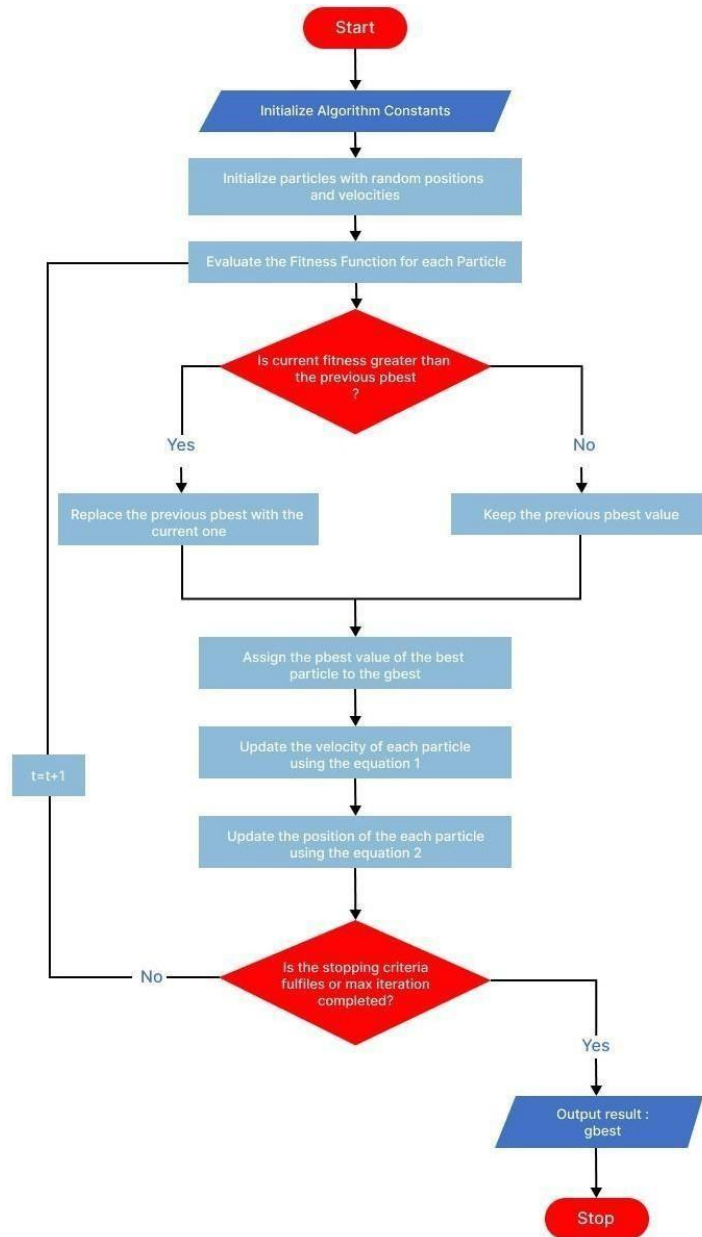 Start
Initialize Algorithm Constants
Initialize particles with random positions
and velocities
Evaluate the Fitness Function for each Particle
Is current fitness greater than
the previous pbest
?
Yes
No
Replace the previous pbest with the
current one
Keep the previous pbest value
Assign the pbest value of the best
particle to the gbest
Update the velocity of each particle
using the equation 1
t=t+1
Update the position of the each particle
using the equation 2
Is the stopping criteria
fulfiles or max iteration
completed?
No
Yes
Output result :
gbest
Stop